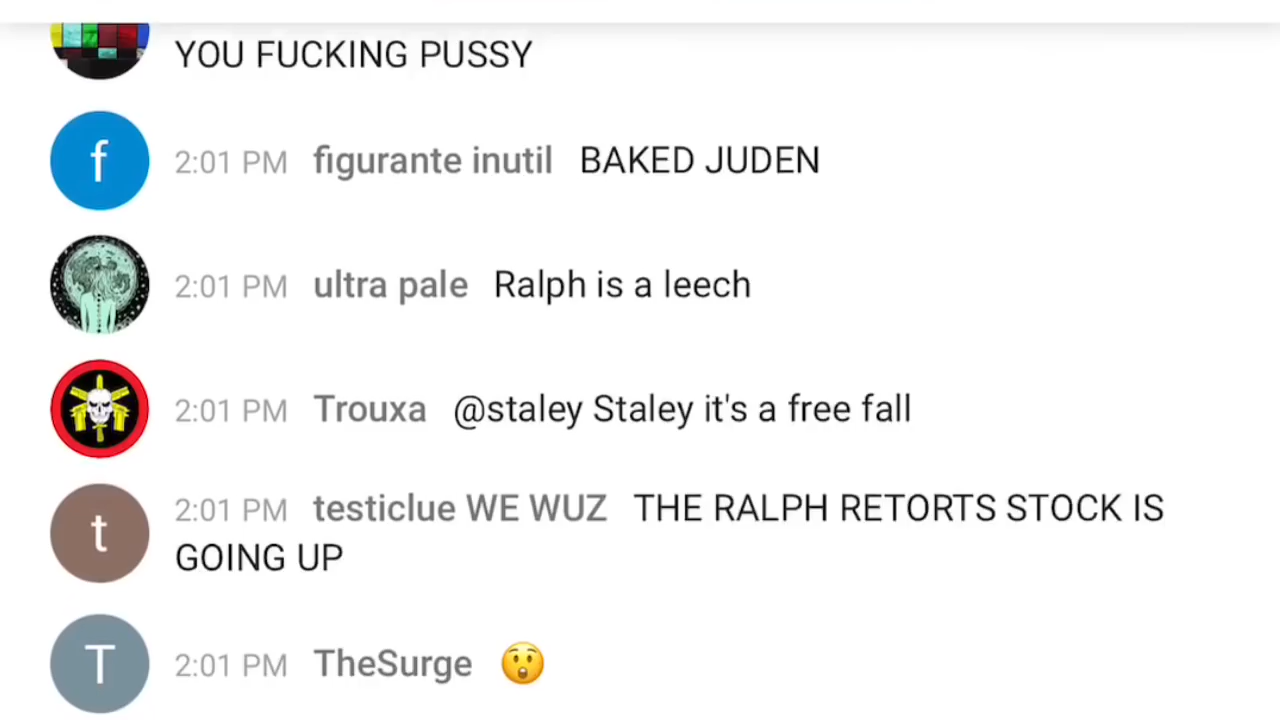 YOU FUCKING PUSSY
f 2:01 PM figurante inutil BAKED JUDEN
2:01 PM ultra pale Ralph is a leech
2:01 PM Trouxa @staley Staley it's a free fall
t 2:01 PM testiclue WE WUZ THE RALPH RETORTS STOCK IS
GOING UP
T 2:01 PM TheSurge 😲